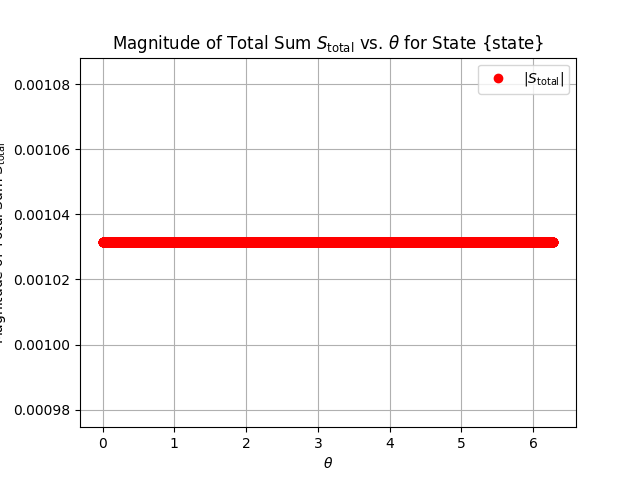 Magnitude of Total Sum S_total vs. θ for State {state}
|S_total|
0.00108
0.00106
0.00104
0.00102
0.00100
0.00098
Magnitude of Total Sum S_total
0 1 2 3 4 5 6
θ